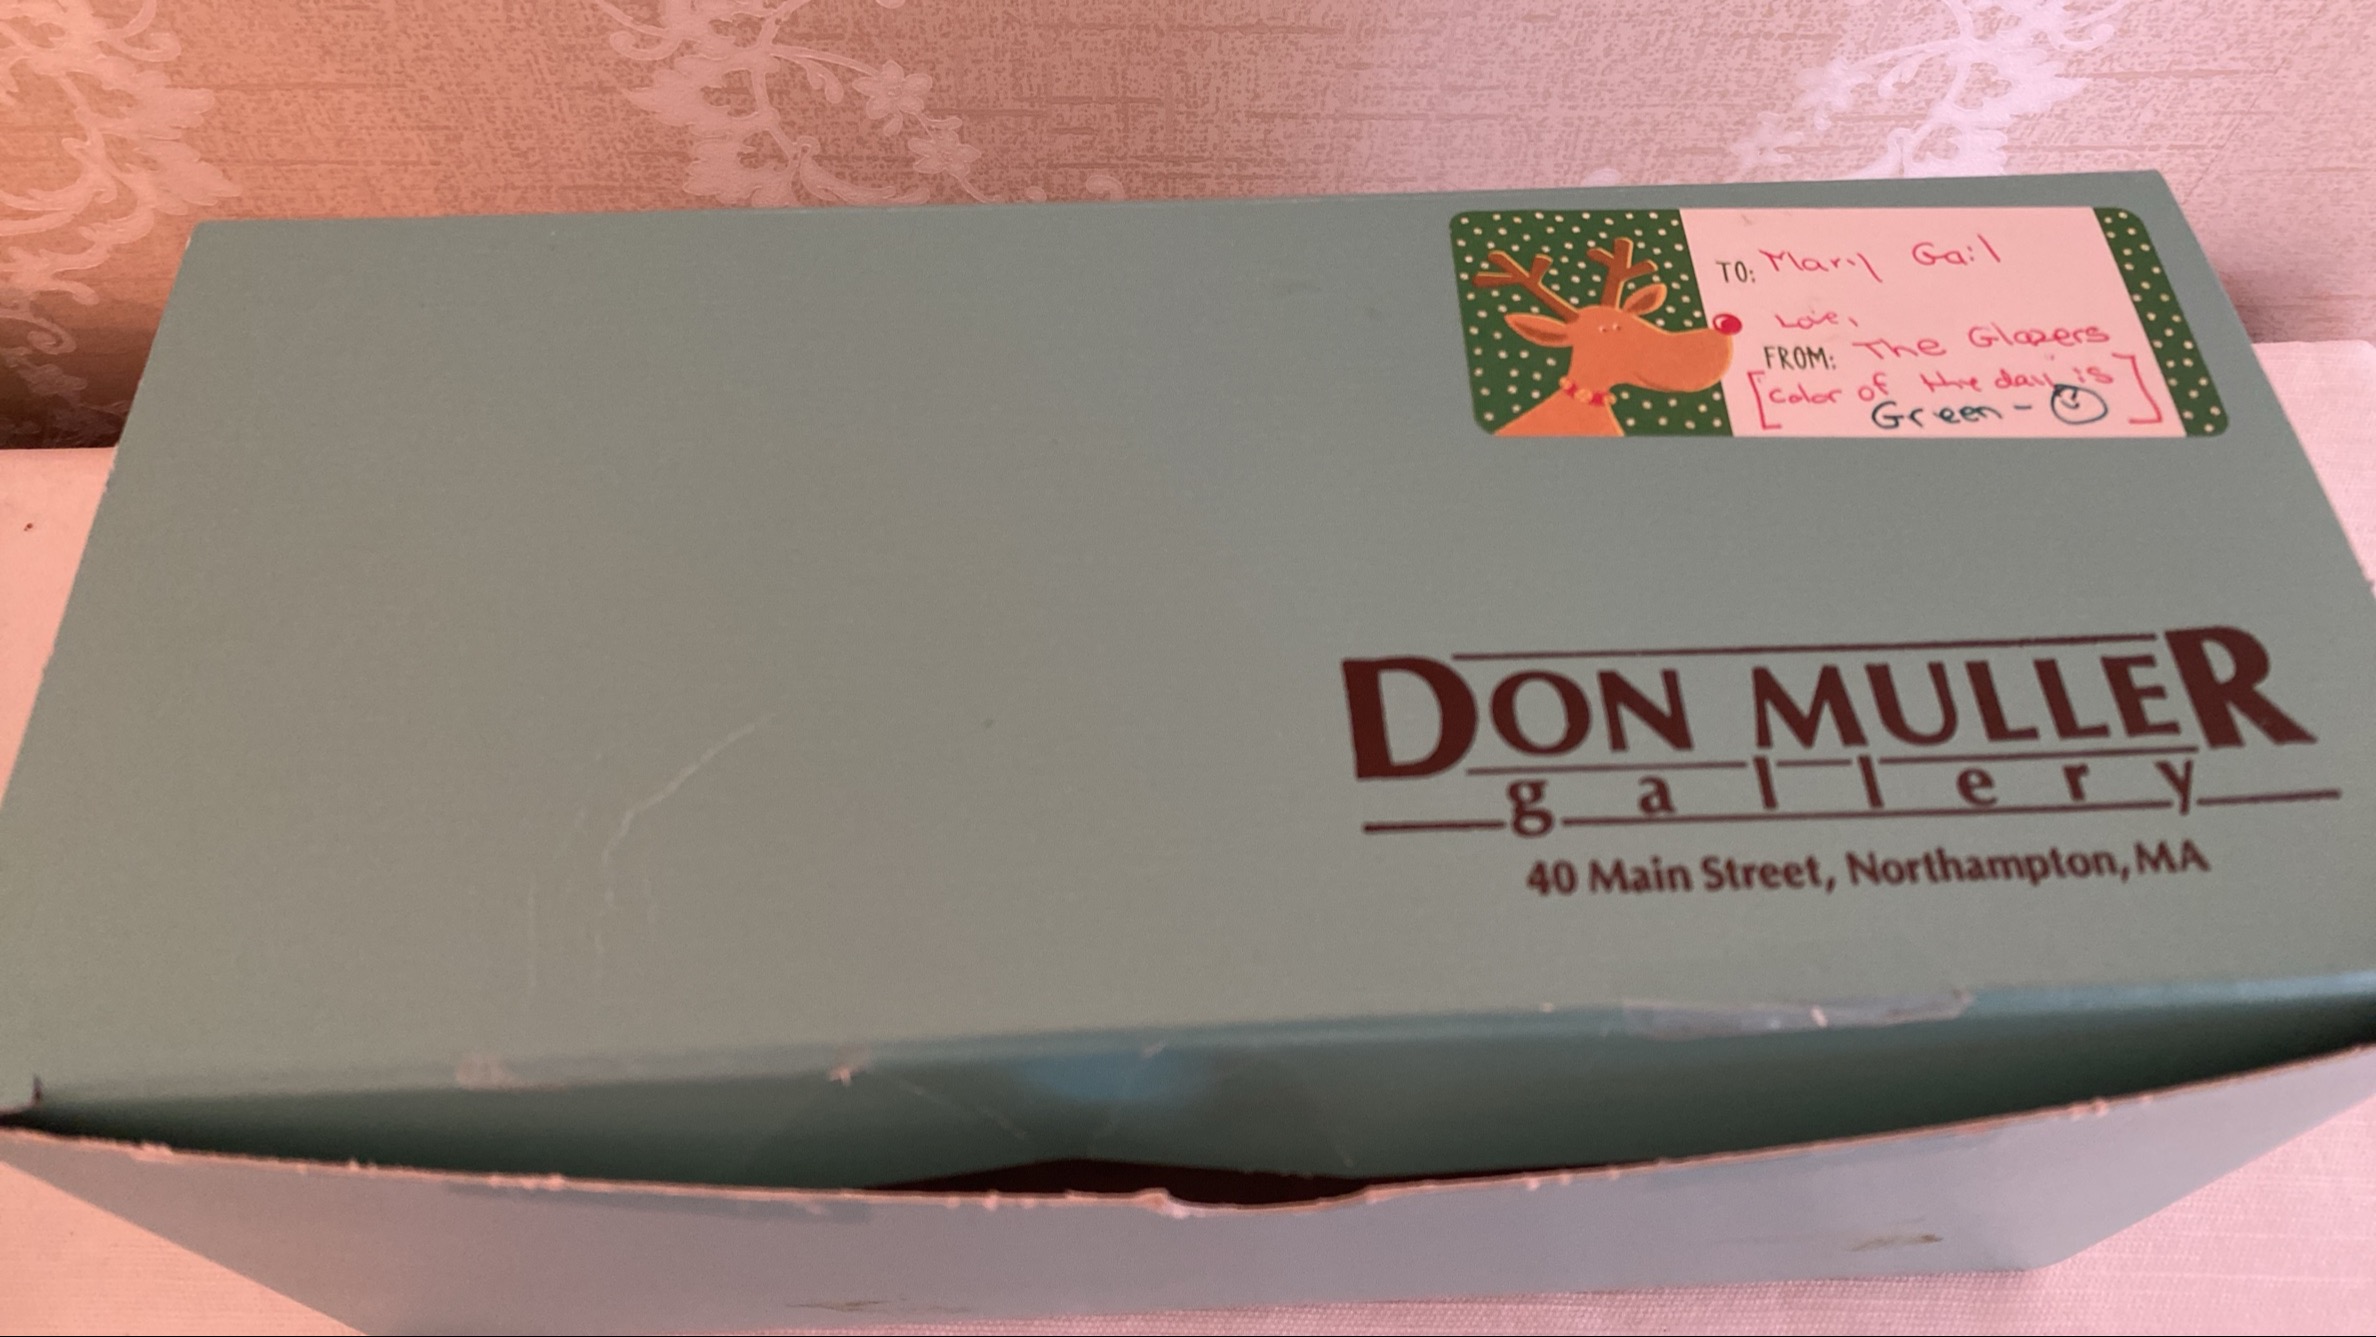 TO: Mary Gail
Love,
FROM: The Glazers
[color of the day is
Green - ]
DON MULLER
gallery
40 Main Street, Northampton, MA